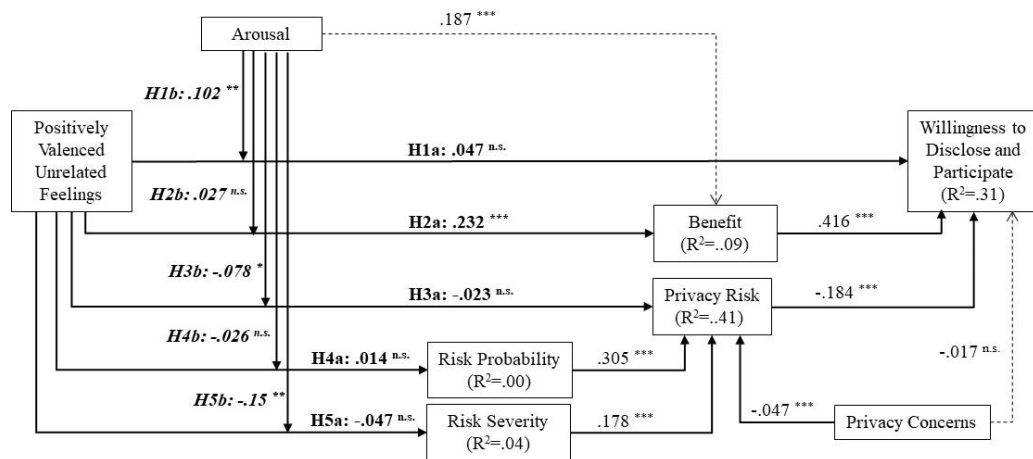 .187 ***
Arousal
H1b: .102 **
Positively
Valenced
Unrelated
Feelings
H1a: .047 n.s.
Willingness to
Disclose and
Participate
(R²=.31)
H2b: .027 n.s.
H2a: .232 ***
Benefit
(R²=..09)
.416 ***
H3b: -.078 *
H3a: -.023 n.s.
Privacy Risk
(R²=..41)
-.184 ***
H4b: -.026 n.s.
H4a: .014 n.s.
Risk Probability
(R²=.00)
.305 ***
-.017 n.s.
H5b: -.15 **
H5a: -.047 n.s.
Risk Severity
(R²=.04)
.178 ***
-.047 ***
Privacy Concerns